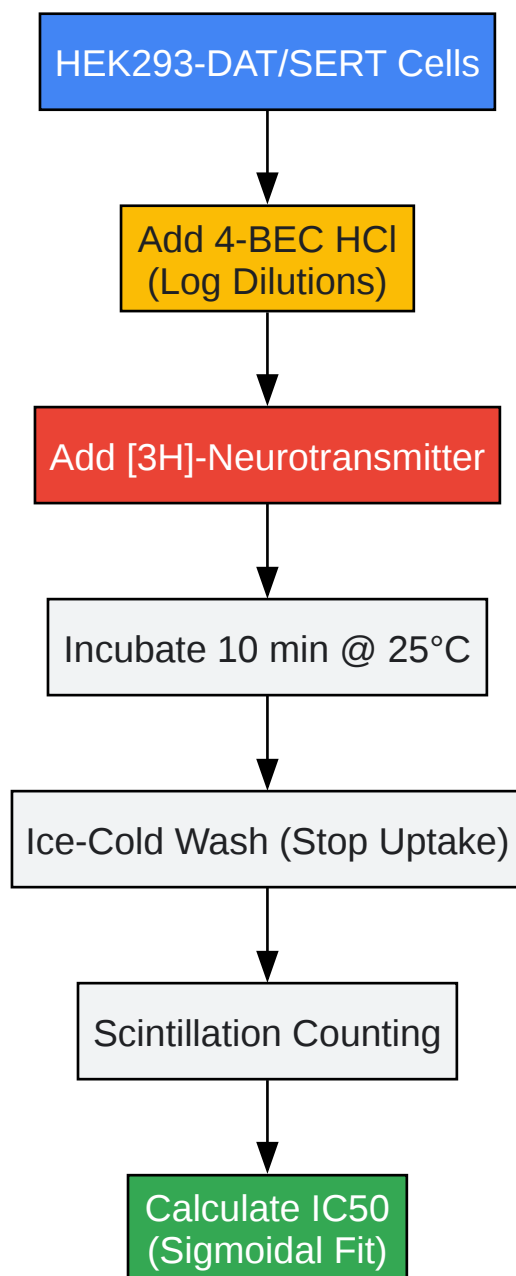 HEK293-DAT/SERT Cells
Add 4-BEC HCl
(Log Dilutions)
Add [3H]-Neurotransmitter
Incubate 10 min @ 25°C
Ice-Cold Wash (Stop Uptake)
Scintillation Counting
Calculate IC50
(Sigmoidal Fit)